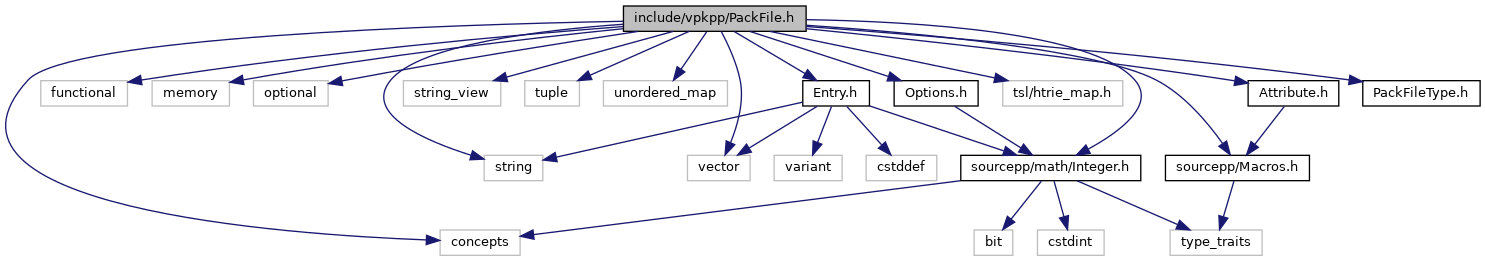 include/vpkpp/PackFile.h
functional
memory
optional
string_view
tuple
unordered_map
Entry.h
Options.h
tsl/htrie_map.h
Attribute.h
PackFileType.h
string
vector
variant
cstddef
sourcepp/math/Integer.h
sourcepp/Macros.h
concepts
bit
cstdint
type_traits